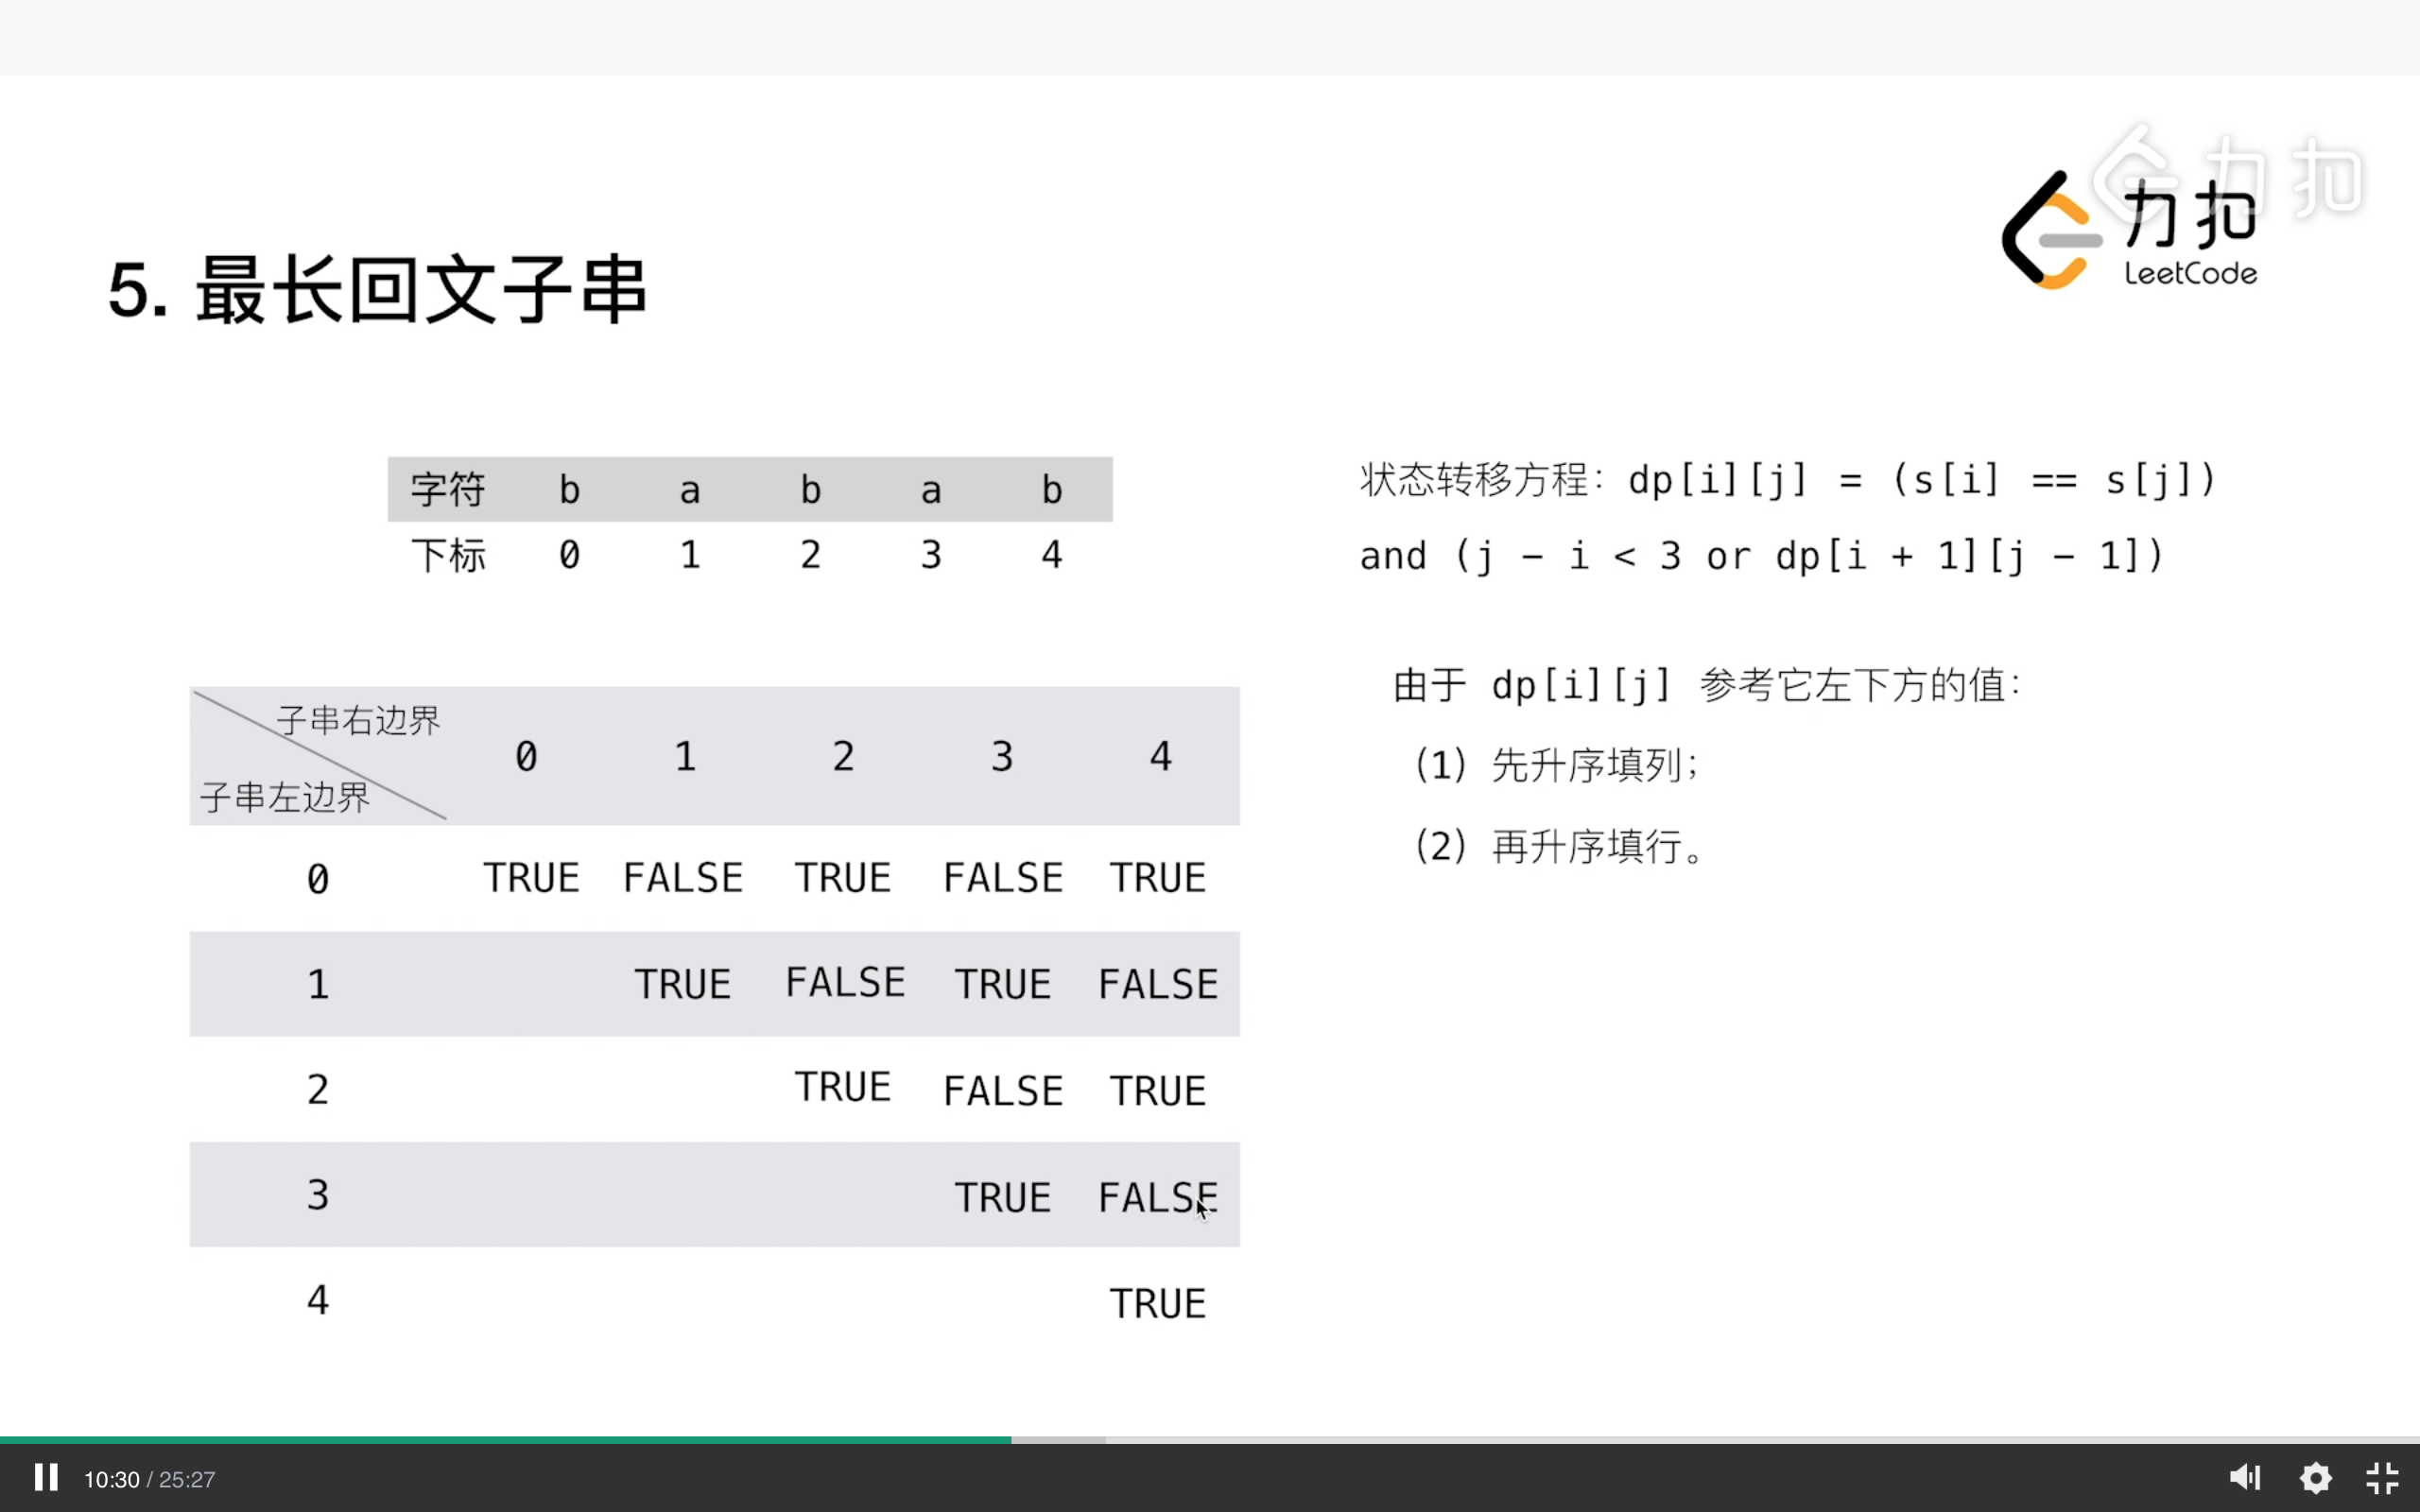 力扣
力扣
LeetCode
5. 最长回文子串
字符 b a b a b
下标 0 1 2 3 4
状态转移方程：dp[i][j] = (s[i] == s[j])
and (j - i < 3 or dp[i + 1][j - 1])
由于 dp[i][j] 参考它左下方的值：
（1）先升序填列；
（2）再升序填行。
子串右边界
子串左边界
0 1 2 3 4
0 TRUE FALSE TRUE FALSE TRUE
1 TRUE FALSE TRUE FALSE
2 TRUE FALSE TRUE
3 TRUE FALSE
4 TRUE
10:30 / 25:27